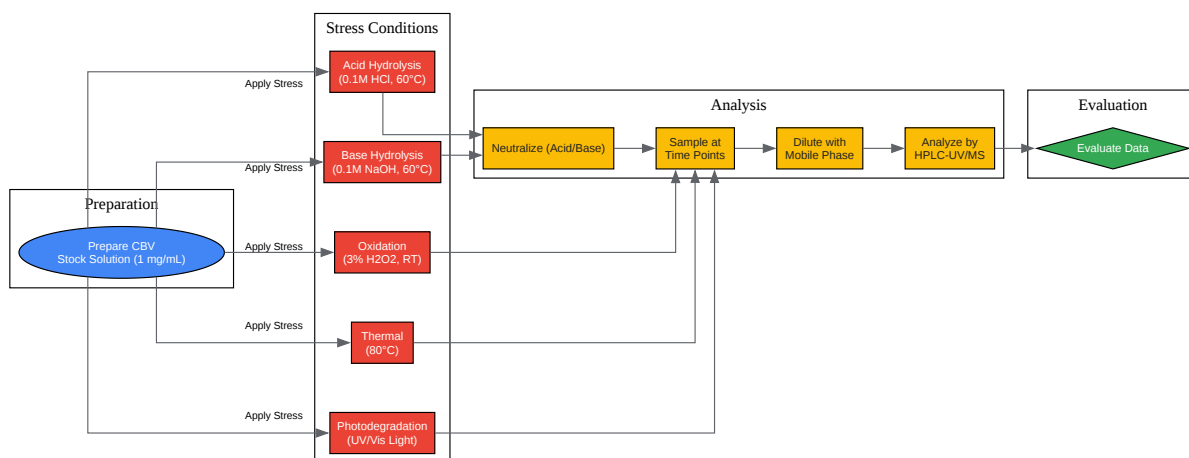 Stress Conditions
Acid Hydrolysis
(0.1M HCl, 60°C)
Apply Stress
Analysis
Evaluation
Neutralize (Acid/Base)
Sample at
Time Points
Dilute with
Mobile Phase
Analyze by
HPLC-UV/MS
Evaluate Data
Base Hydrolysis
(0.1M NaOH, 60°C)
Apply Stress
Preparation
Prepare CBV
Stock Solution (1 mg/mL)
Apply Stress
Oxidation
(3% H2O2, RT)
Apply Stress
Thermal
(80°C)
Apply Stress
Photodegradation
(UV/Vis Light)